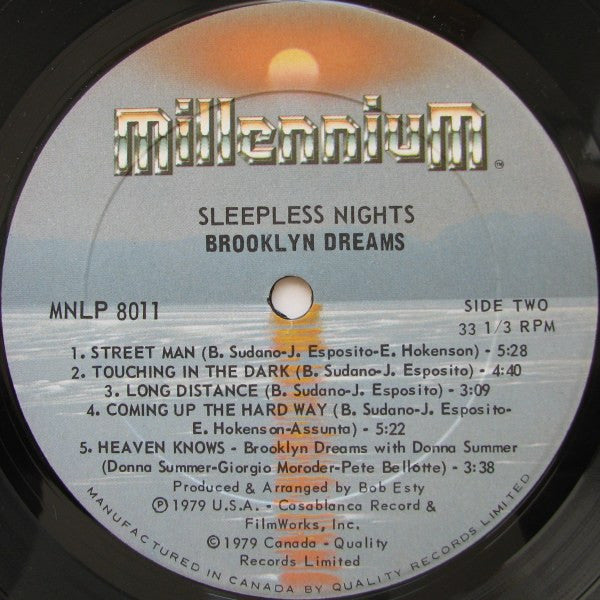 millenniuM
™
SLEEPLESS NIGHTS
BROOKLYN DREAMS
MNLP 8011
SIDE TWO
33 1/3 RPM
1. STREET MAN (B. Sudano-J. Esposito-E. Hokenson) - 5:28
2. TOUCHING IN THE DARK (B. Sudano-J. Esposito) - 4:40
3. LONG DISTANCE (B. Sudano-J. Esposito) - 3:09
4. COMING UP THE HARD WAY (B. Sudano-J. Esposito-
E. Hokenson-Assunta) - 5:22
5. HEAVEN KNOWS - Brooklyn Dreams with Donna Summer
(Donna Summer-Giorgio Moroder-Pete Bellotte) - 3:38
Produced & Arranged by Bob Esty
℗ 1979 U.S.A. - Casablanca Record &
FilmWorks, Inc.
© 1979 Canada - Quality
Records Limited
MANUFACTURED IN CANADA BY QUALITY RECORDS LIMITED